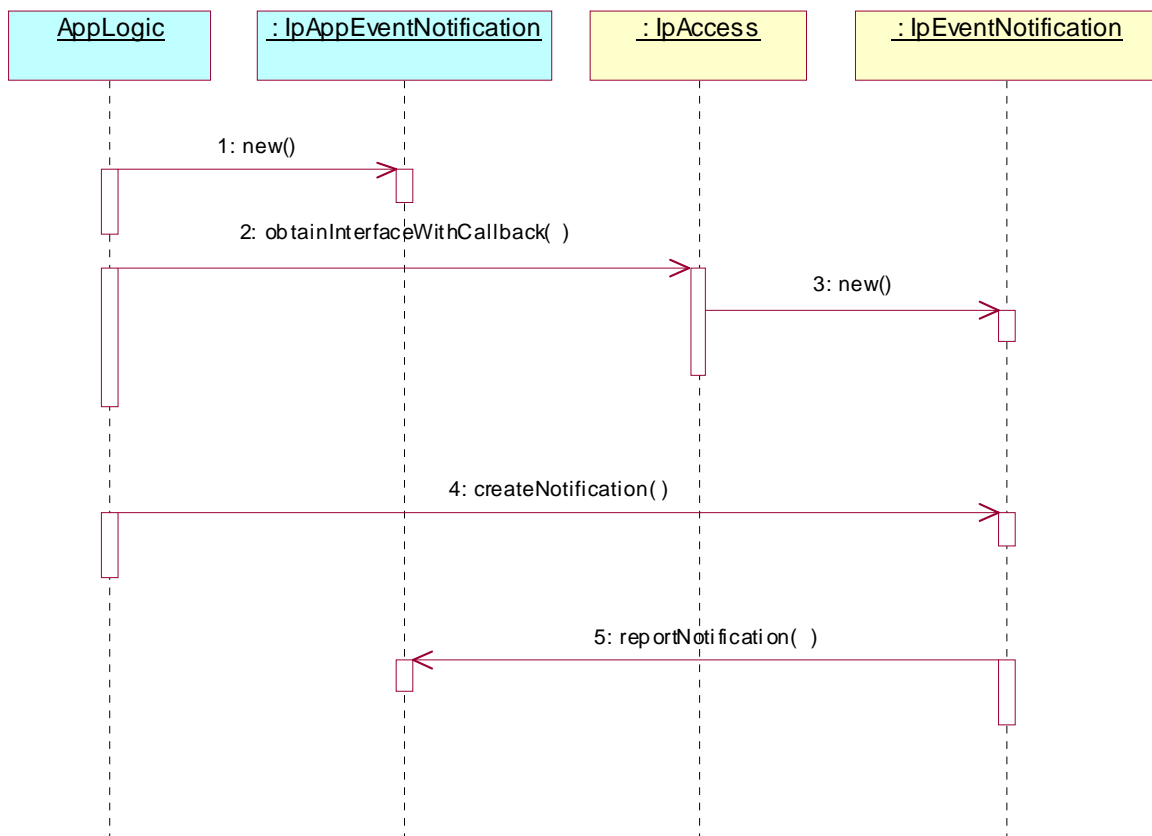 AppLogic
: IpAppEventNotification
: IpAccess
: IpEventNotification
1: new()
2: obtainInterfaceWithCallback( )
3: new()
4: createNotification( )
5: reportNotification( )